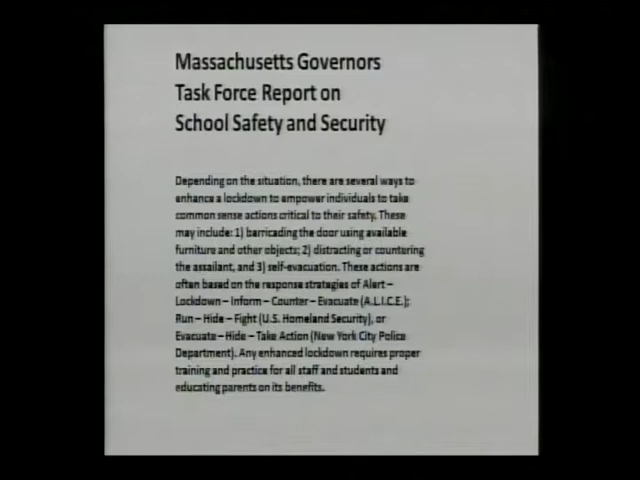 Massachusetts Governors
Task Force Report on
School Safety and Security
Depending on the situation, there are several ways to
enhance a lockdown to empower individuals to take
common sense actions critical to their safety. These
may include: 1) barricading the door using available
furniture and other objects; 2) distracting or countering
the assailant, and 3) self-evacuation. These actions are
often based on the response strategies of Alert –
Lockdown – Inform – Counter – Evacuate (A.L.I.C.E.);
Run – Hide – Fight (U.S. Homeland Security), or
Evacuate – Hide – Take Action (New York City Police
Department). Any enhanced lockdown requires proper
training and practice for all staff and students and
educating parents on its benefits.